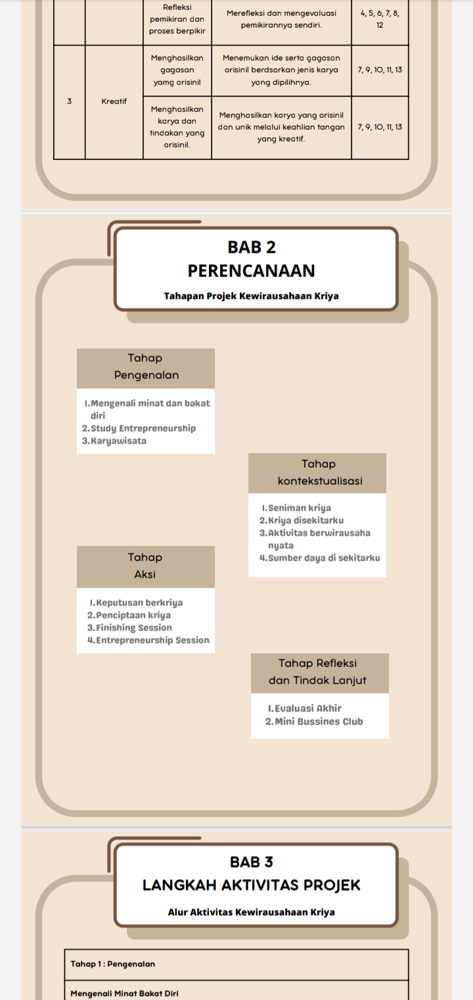 Refleksi
pemikiran dan
proses berpikir
Merefleksi dan mengevaluasi
pemikirannya sendiri.
4, 5, 6, 7, 8,
12
3
Kreatif
Menghasilkan
gagasan
yamg orisinil
Menemukan ide serta gagasan
orisinil berdsarkan jenis karya
yang dipilihnya.
7, 9, 10, 11, 13
Menghasilkan
karya dan
tindakan yang
orisinil.
Menghasilkan karya yang orisinil
dan unik melalui keahlian tangan
yang kreatif.
7, 9, 10, 11, 13
BAB 2
PERENCANAAN
Tahapan Projek Kewirausahaan Kriya
Tahap
Pengenalan
1.Mengenali minat dan bakat
diri
2.Study Entrepreneurship
3.Karyawisata
Tahap
kontekstualisasi
1.Seniman kriya
2.Kriya disekitarku
3.Aktivitas berwirausaha
nyata
4.Sumber daya di sekitarku
Tahap
Aksi
1.Keputusan berkriya
2.Penciptaan kriya
3.Finishing Session
4.Entrepreneurship Session
Tahap Refleksi
dan Tindak Lanjut
1.Evaluasi Akhir
2.Mini Bussines Club
BAB 3
LANGKAH AKTIVITAS PROJEK
Alur Aktivitas Kewirausahaan Kriya
Tahap 1 : Pengenalan
Mengenali Minat Bakat Diri